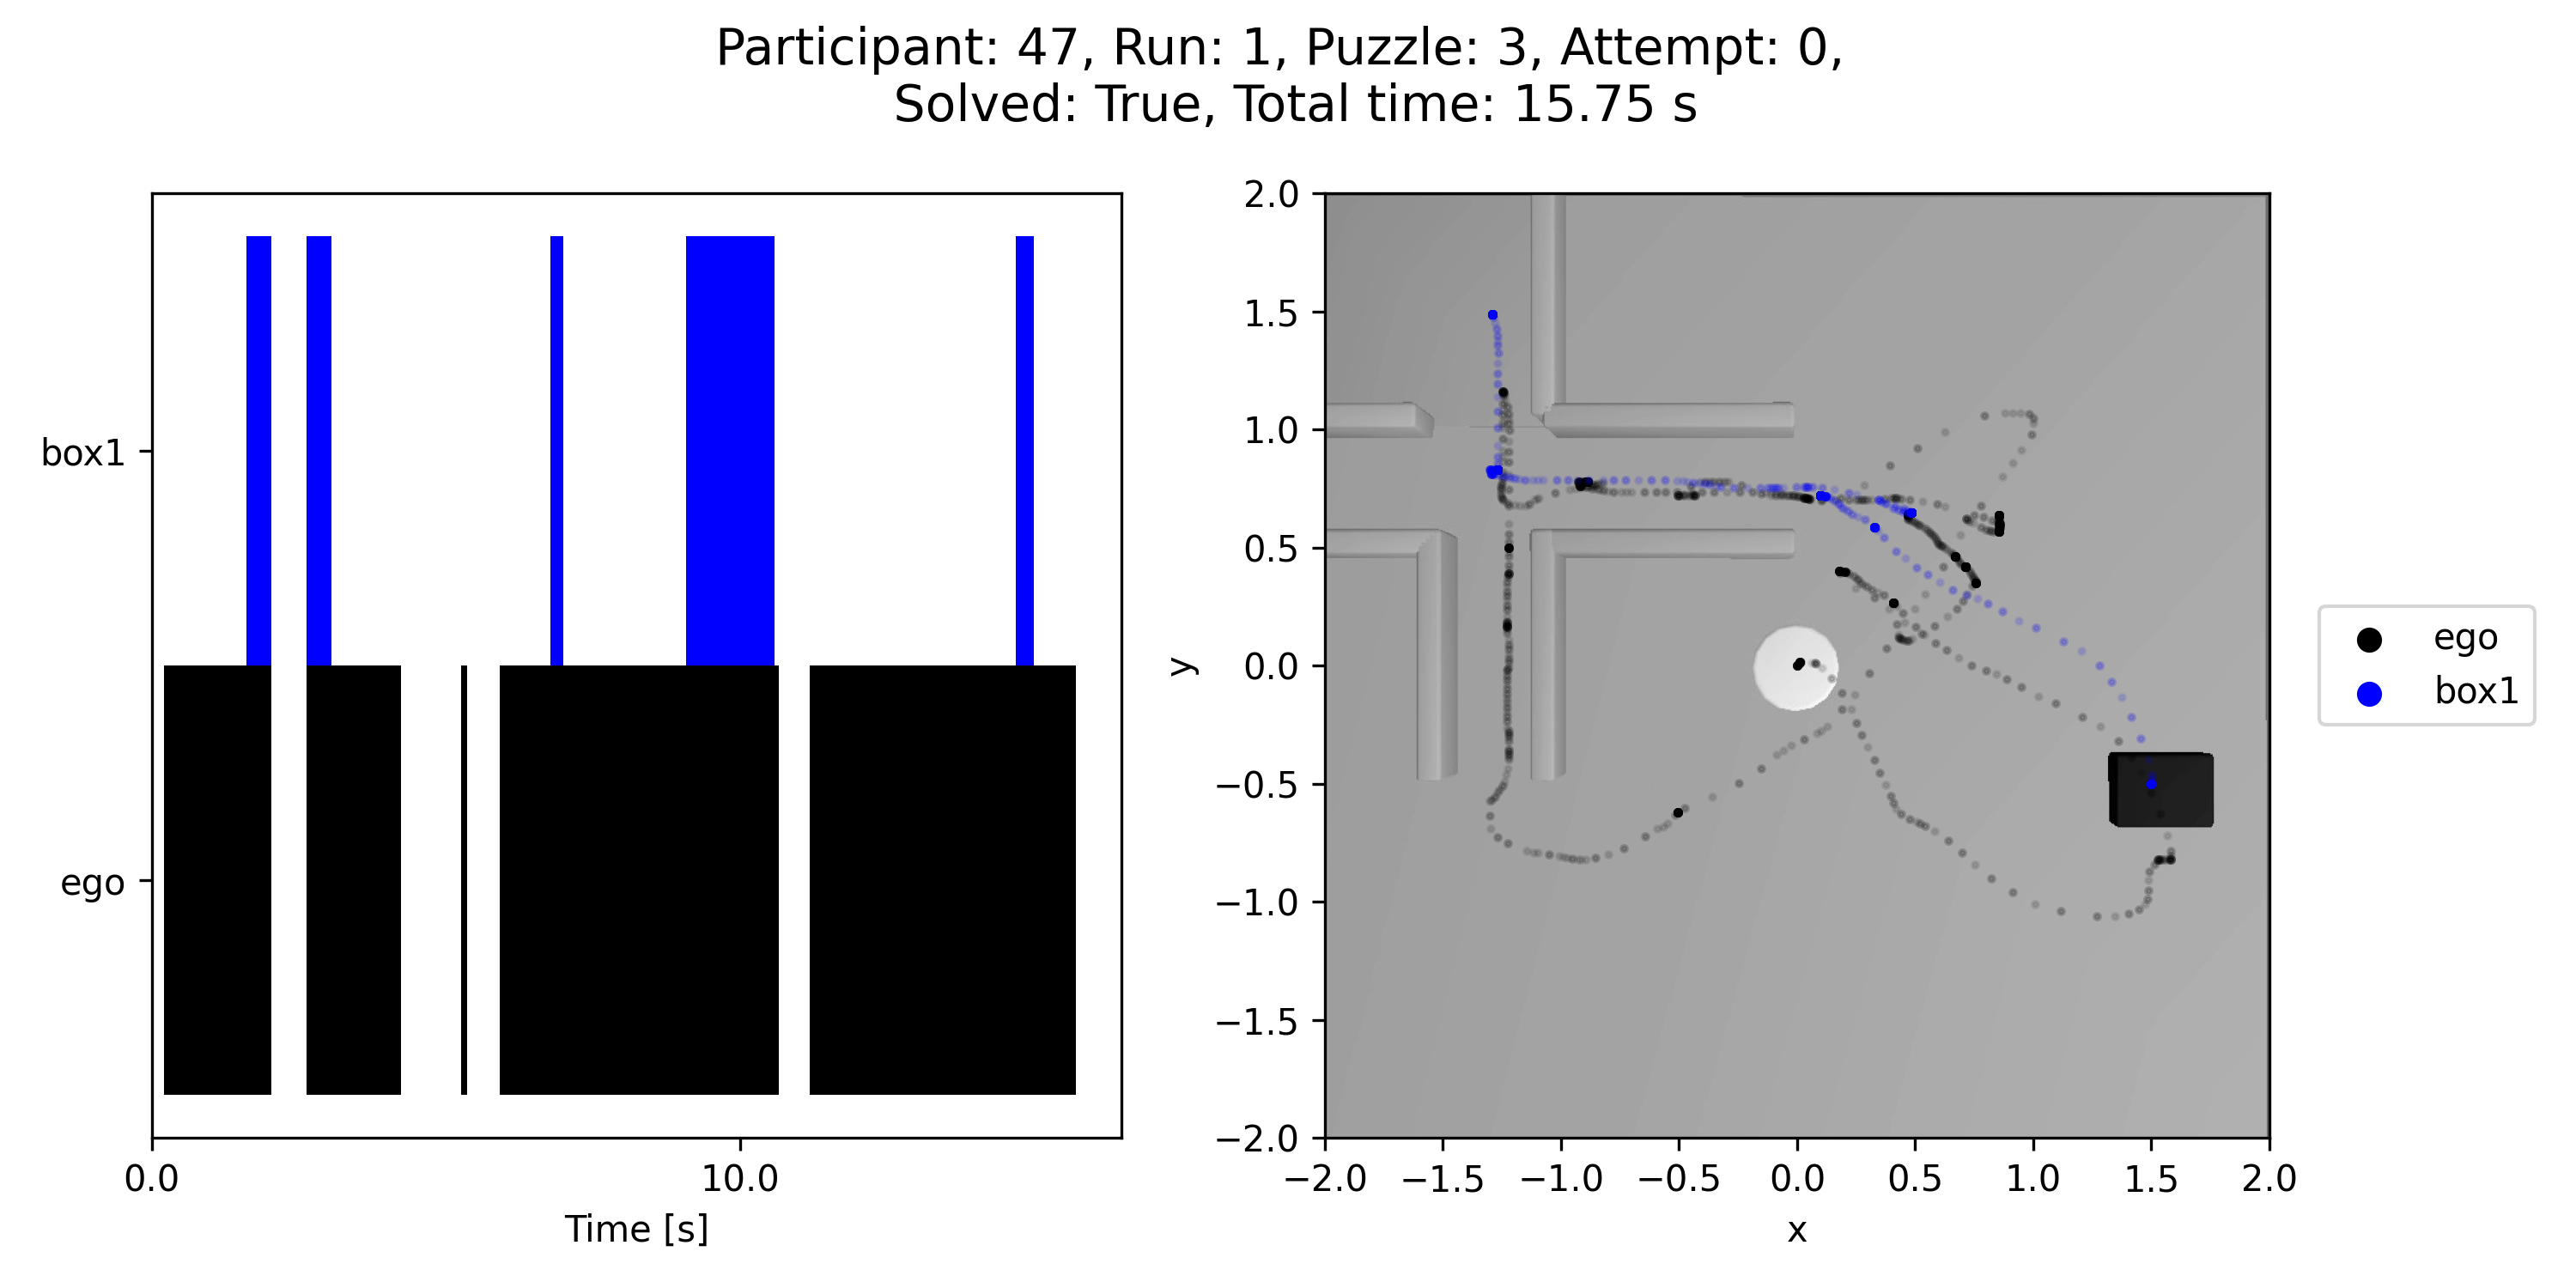 Participant: 47, Run: 1, Puzzle: 3, Attempt: 0,
Solved: True, Total time: 15.75 s
box1
ego
0.0
10.0
Time [s]
2.0
1.5
1.0
0.5
0.0
−0.5
−1.0
−1.5
−2.0
y
−2.0
−1.5
−1.0
−0.5
0.0
0.5
1.0
1.5
2.0
x
ego
box1